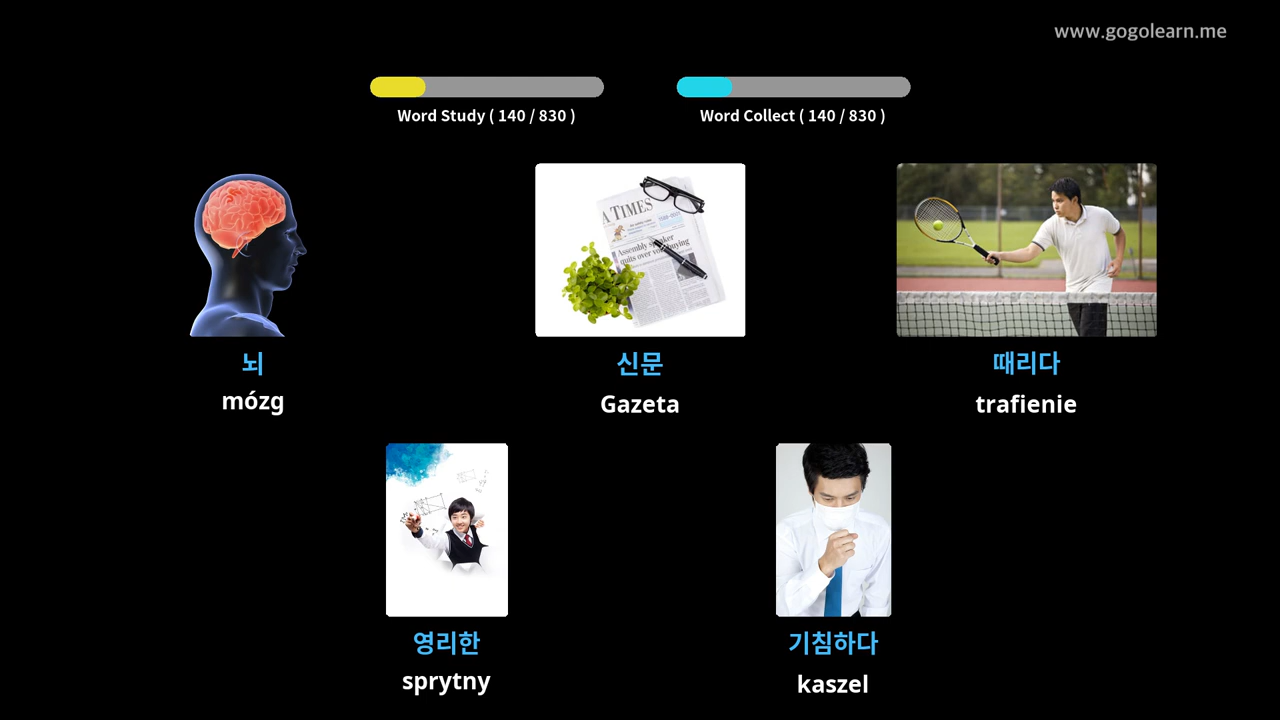 www.gogolearn.me
Word Study ( 140 / 830 )
Word Collect ( 140 / 830 )
A TIMES
뇌
mózg
신문
Gazeta
때리다
trafienie
영리한
sprytny
기침하다
kaszel